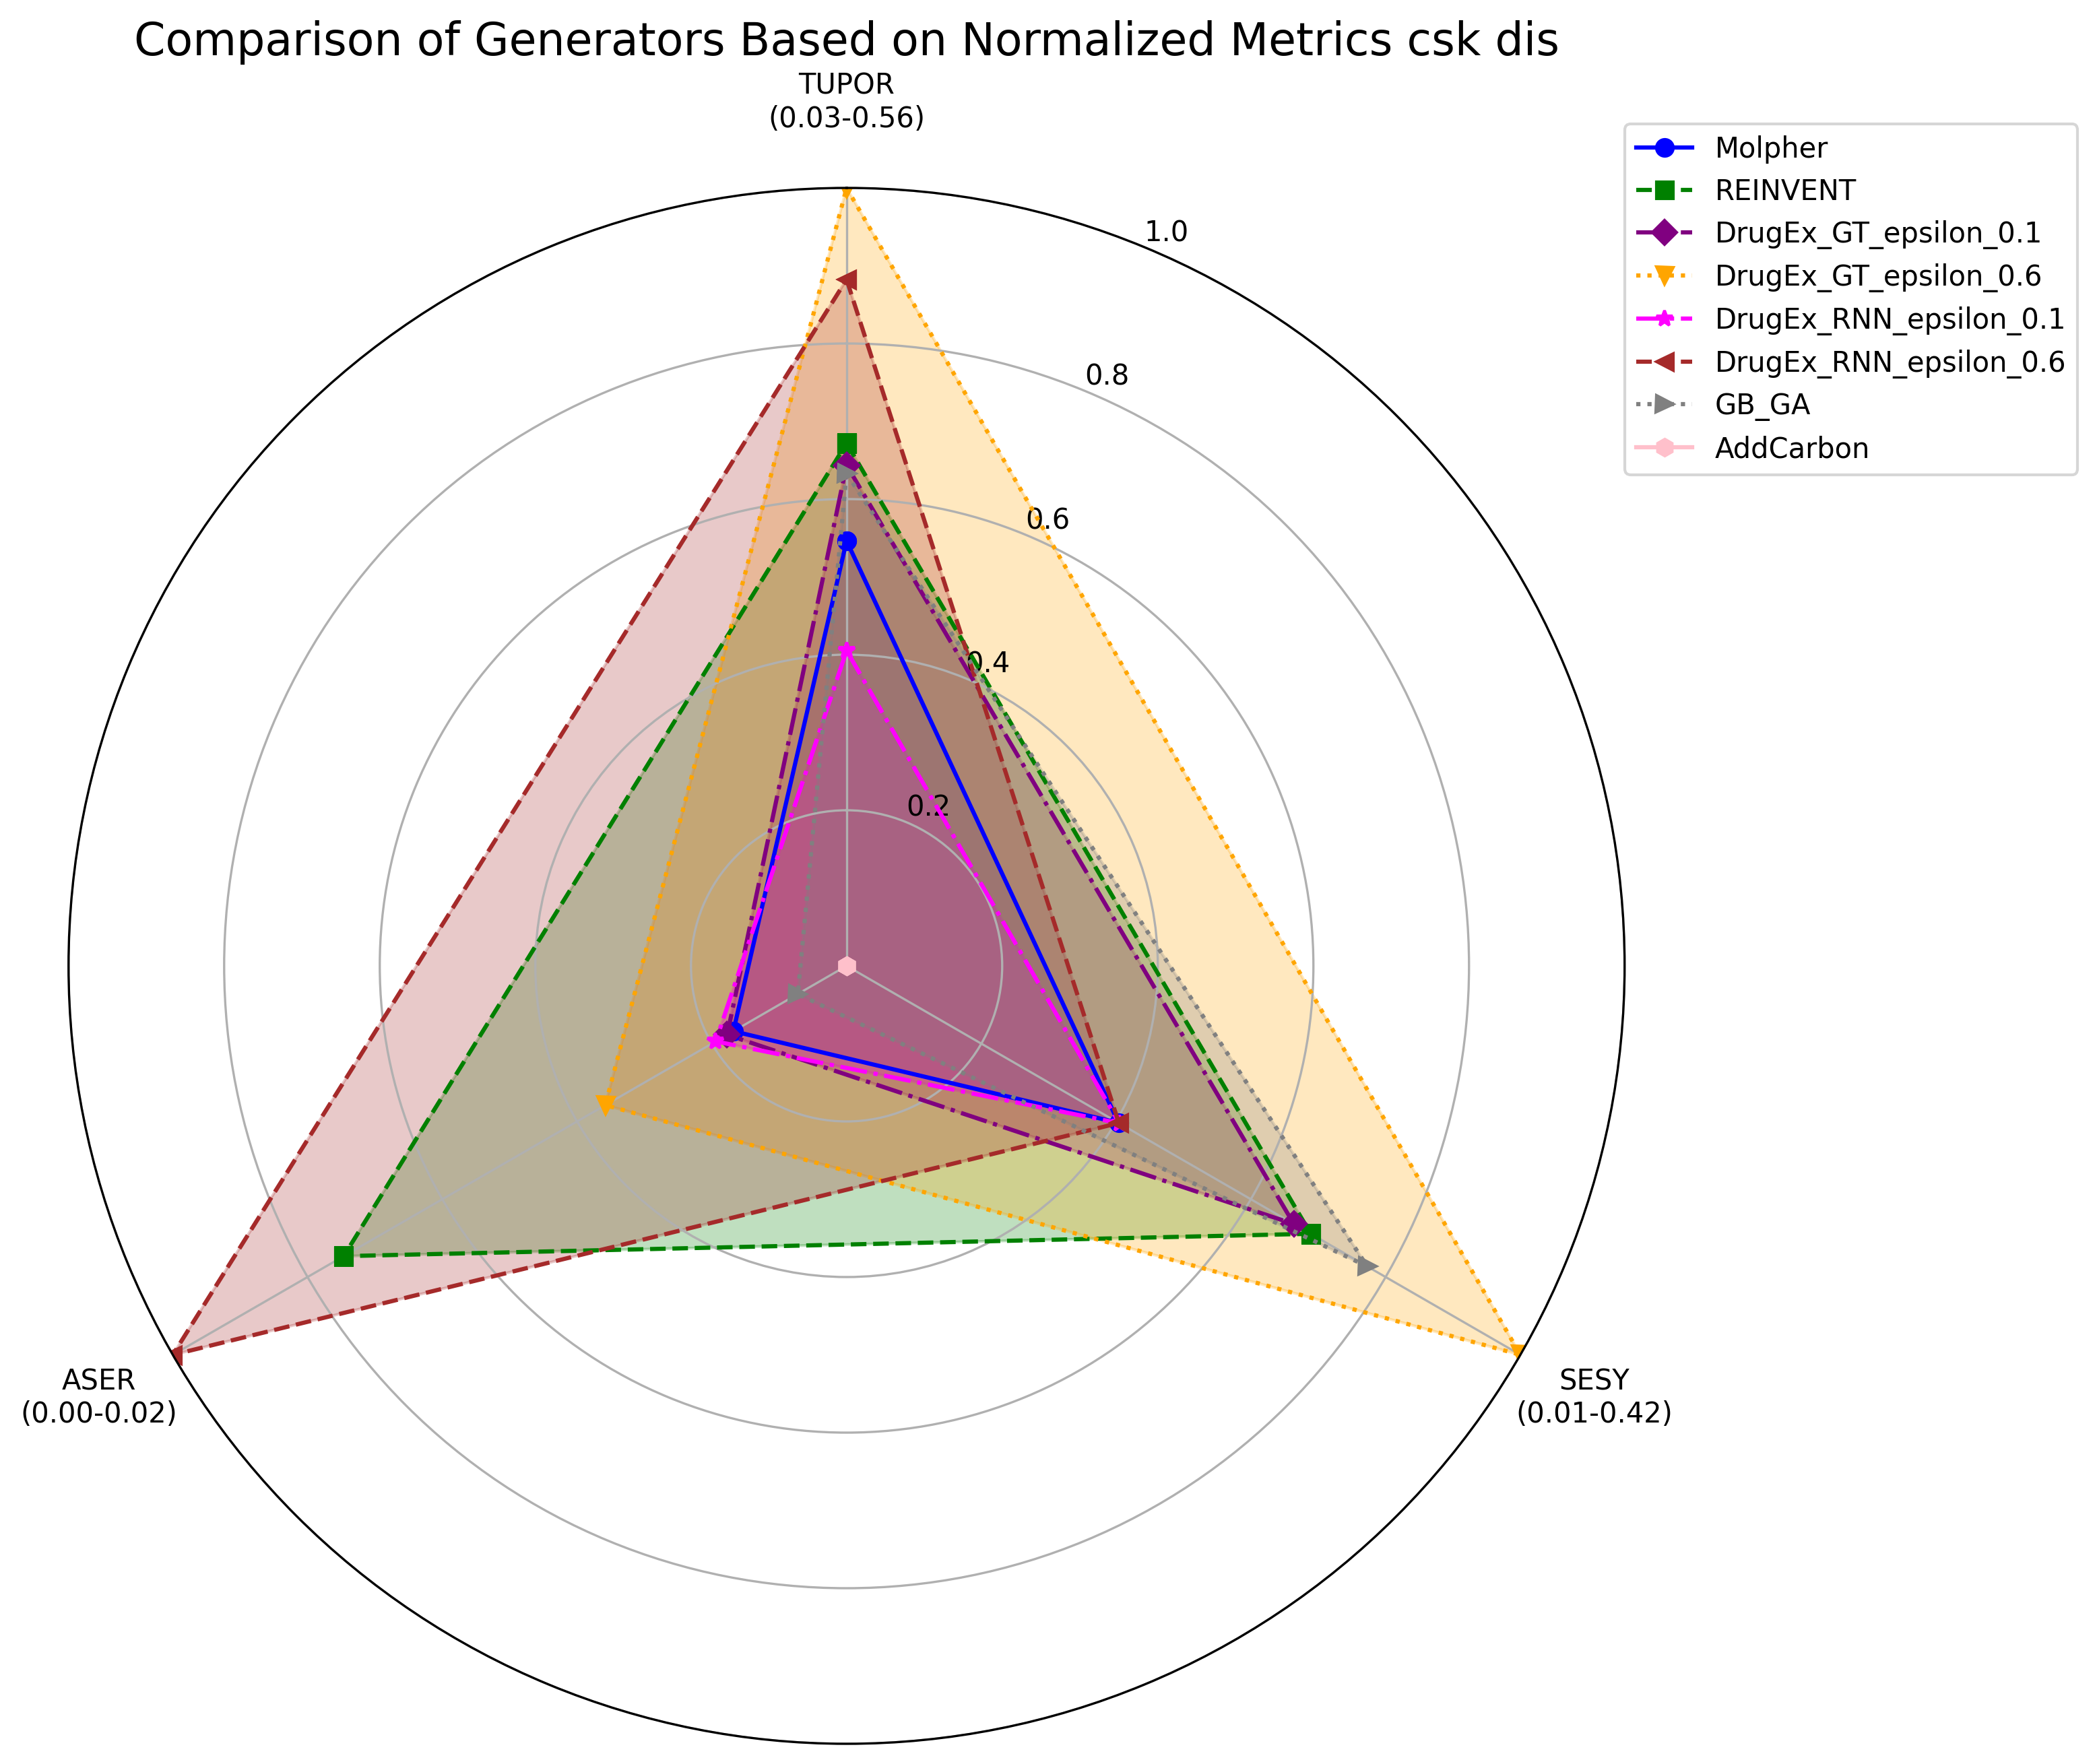 Comparison of Generators Based on Normalized Metrics csk dis
TUPOR
(0.03-0.56)
Molpher
REINVENT
DrugEx_GT_epsilon_0.1
DrugEx_GT_epsilon_0.6
DrugEx_RNN_epsilon_0.1
DrugEx_RNN_epsilon_0.6
GB_GA
AddCarbon
1.0
0.8
0.6
0.4
0.2
ASER
(0.00-0.02)
SESY
(0.01-0.42)